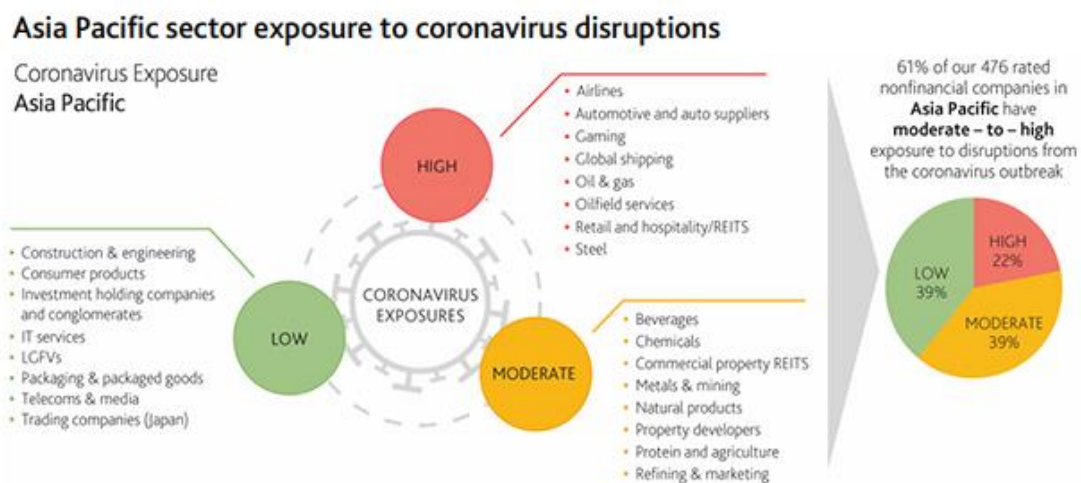 Asia Pacific sector exposure to coronavirus disruptions
Coronavirus Exposure
Asia Pacific
HIGH
• Airlines
• Automotive and auto suppliers
• Gaming
• Global shipping
• Oil & gas
• Oilfield services
• Retail and hospitality/REITS
• Steel
LOW
• Construction & engineering
• Consumer products
• Investment holding companies
and conglomerates
• IT services
• LGFVs
• Packaging & packaged goods
• Telecoms & media
• Trading companies (Japan)
CORONAVIRUS
EXPOSURES
MODERATE
• Beverages
• Chemicals
• Commercial property REITS
• Metals & mining
• Natural products
• Property developers
• Protein and agriculture
• Refining & marketing
61% of our 476 rated
nonfinancial companies in
Asia Pacific have
moderate – to – high
exposure to disruptions from
the coronavirus outbreak
HIGH
22%
LOW
39%
MODERATE
39%